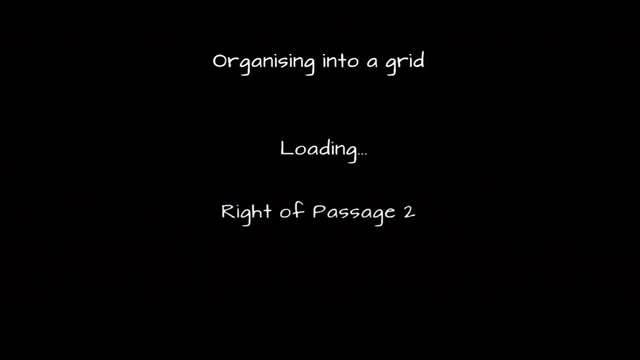 Organising into a grid
Loading...
Right of Passage 2